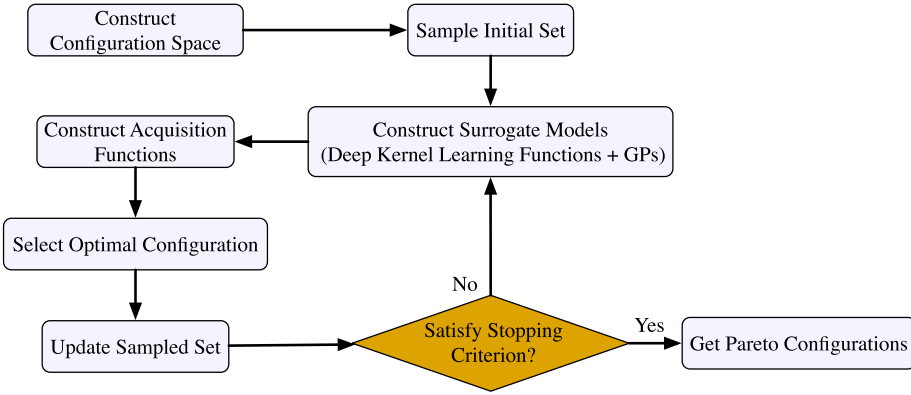 Construct
Configuration Space
Sample Initial Set
Construct Surrogate Models
(Deep Kernel Learning Functions + GPs)
Construct Acquisition
Functions
Select Optimal Configuration
Update Sampled Set
Satisfy Stopping
Criterion?
No
Yes
Get Pareto Configurations